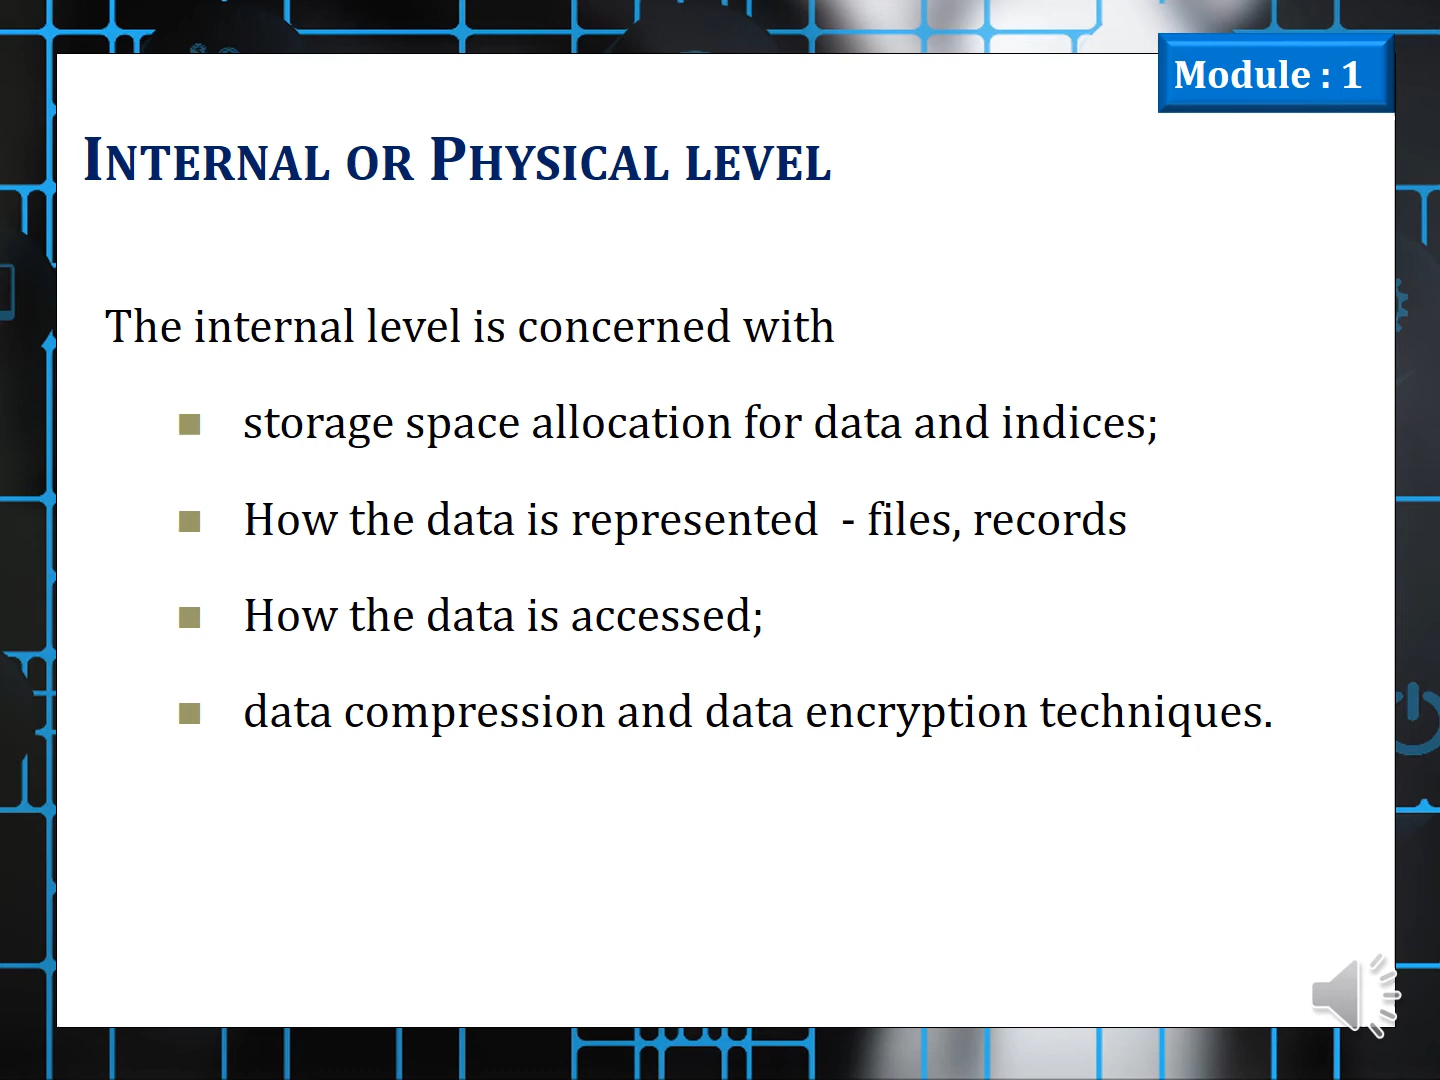 Module : 1
INTERNAL OR PHYSICAL LEVEL
The internal level is concerned with
storage space allocation for data and indices;
How the data is represented  - files, records
How the data is accessed;
data compression and data encryption techniques.